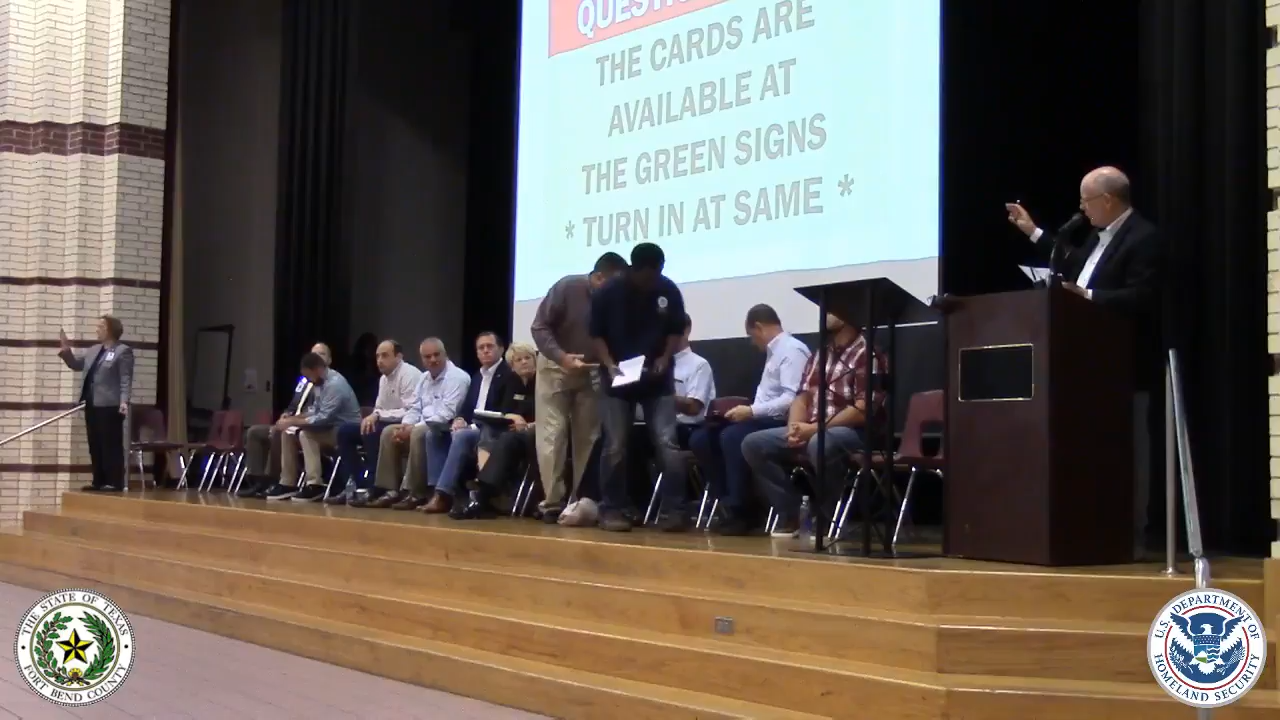 THE CARDS ARE
AVAILABLE AT
THE GREEN SIGNS
* TURN IN AT SAME *
THE STATE OF TEXAS
FORT BEND COUNTY
U.S. DEPARTMENT OF
HOMELAND SECURITY